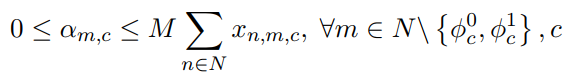 0 ≤ α_{m,c} ≤ M ∑_{n∈N} x_{n,m,c}, ∀m ∈ N\ {ϕ_c^0, ϕ_c^1} , c